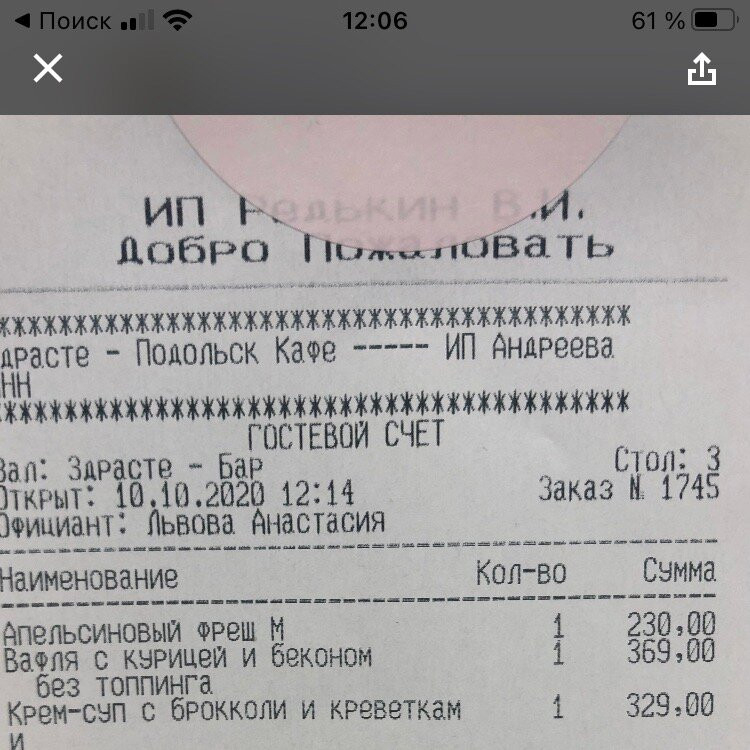 Поиск 12:06 61 %
ИП Редькин В.И.
Добро Пожаловать
****************************************
драсте - Подольск Кафе ----- ИП Андреева
НН
****************************************
ГОСТЕВОЙ СЧЕТ
Зал: Здрасте - Бар Стол: 3
Открыт: 10.10.2020 12:14 Заказ № 1745
Официант: Львова Анастасия
Наименование Кол-во Сумма
Апельсиновый фреш М 1 230,00
Вафля с курицей и беконом 1 369,00
без топпинга
Крем-суп с брокколи и креветкам 1 329,00
и